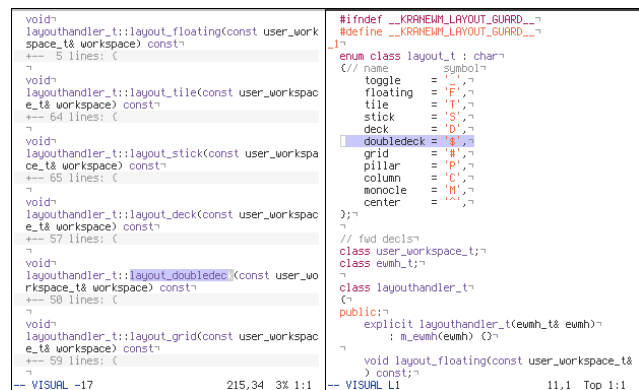 void¬
layouthandler_t::layout_floating(const user_work
space_t& workspace) const¬
+--  5 lines: {
¬
void¬
layouthandler_t::layout_tile(const user_workspac
e_t& workspace) const¬
+-- 64 lines: {
¬
void¬
layouthandler_t::layout_stick(const user_workspa
ce_t& workspace) const¬
+-- 65 lines: {
¬
void¬
layouthandler_t::layout_deck(const user_workspac
e_t& workspace) const¬
+-- 57 lines: {
¬
void¬
layouthandler_t::layout_doubledec (const user_wo
rkspace_t& workspace) const¬
+-- 50 lines: {
¬
void¬
layouthandler_t::layout_grid(const user_workspac
e_t& workspace) const¬
+-- 59 lines: {
¬
-- VISUAL -17 215,34 3% 1:1
#ifndef __KRANEWM_LAYOUT_GUARD__¬
#define __KRANEWM_LAYOUT_GUARD__¬
_1¬
enum class layout_t : char¬
{// name symbol¬
toggle = '_',¬
floating = 'F',¬
tile = 'T',¬
stick = 'S',¬
deck = 'D',¬
doubledeck = '$',¬
grid = '#',¬
pillar = 'P',¬
column = 'C',¬
monocle = 'M',¬
center = '^',¬
};¬
¬
// fwd decls¬
class user_workspace_t;¬
class ewmh_t;¬
¬
class layouthandler_t¬
{¬
public:¬
explicit layouthandler_t(ewmh_t& ewmh)¬
: m_ewmh(ewmh) {}¬
¬
void layout_floating(const user_workspace_t&
) const;¬
-- VISUAL L1 11,1 Top 1:1